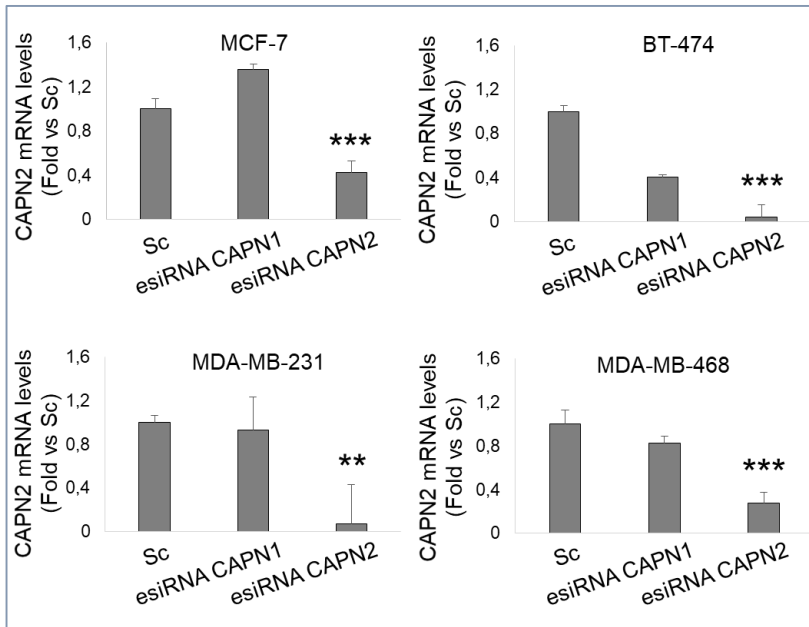 MCF-7
CAPN2 mRNA levels
(Fold vs Sc)
1,6
1,2
0,8
0,4
0
***
Sc
esiRNA CAPN1
esiRNA CAPN2
BT-474
CAPN2 mRNA levels
(Fold vs Sc)
1,6
1,2
0,8
0,4
0
***
Sc
esiRNA CAPN1
esiRNA CAPN2
MDA-MB-231
CAPN2 mRNA levels
(Fold vs Sc)
1,6
1,2
0,8
0,4
0
**
Sc
esiRNA CAPN1
esiRNA CAPN2
MDA-MB-468
CAPN2 mRNA levels
(Fold vs Sc)
1,6
1,2
0,8
0,4
0
***
Sc
esiRNA CAPN1
esiRNA CAPN2